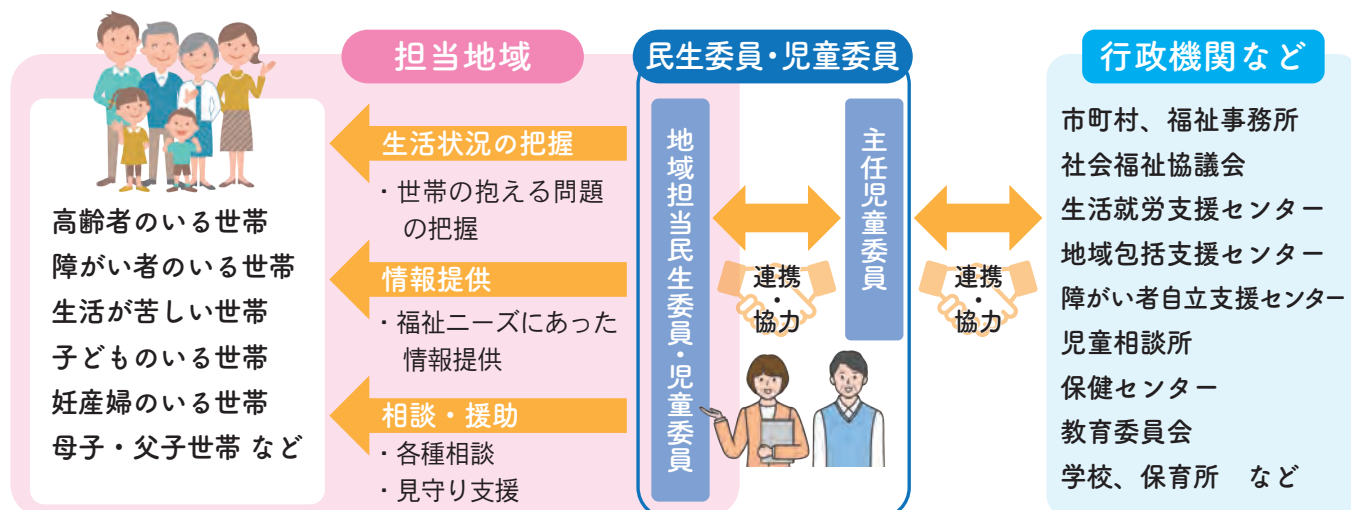 担当地域
民生委員・児童委員
行政機関など
高齢者のいる世帯
障がい者のいる世帯
生活が苦しい世帯
子どものいる世帯
妊産婦のいる世帯
母子・父子世帯 など
生活状況の把握
・世帯の抱える問題
の把握
情報提供
・福祉ニーズにあった
情報提供
相談・援助
・各種相談
・見守り支援
地域担当民生委員・児童委員
連携
・
協力
主任児童委員
連携
・
協力
市町村、福祉事務所
社会福祉協議会
生活就労支援センター
地域包括支援センター
障がい者自立支援センター
児童相談所
保健センター
教育委員会
学校、保育所　など